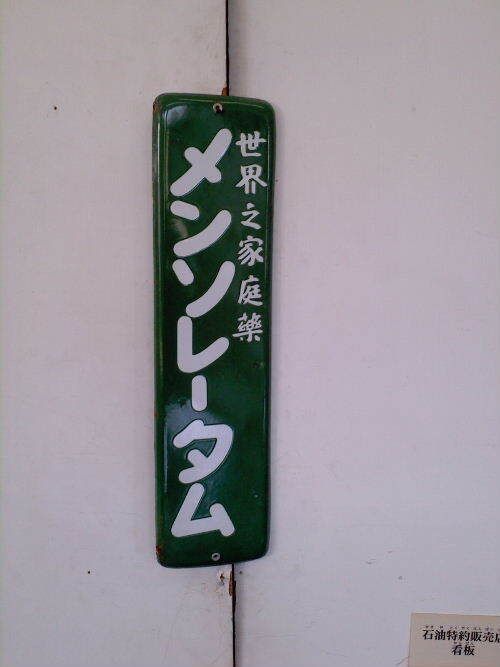 世界之家庭藥
メンソレータム
石油特約販売店
看板